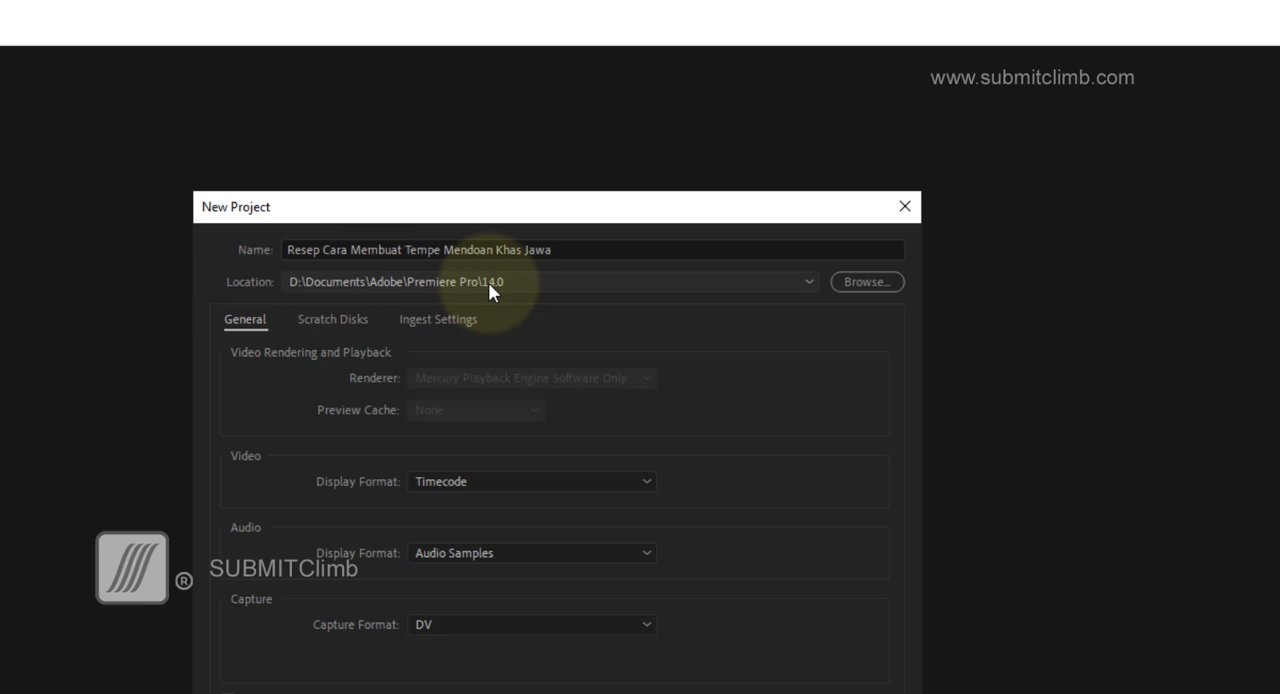 www.submitclimb.com
New Project
Name: Resep Cara Membuat Tempe Mendoan Khas Jawa
Location: D:\Documents\Adobe\Premiere Pro\14.0 Browse...
General Scratch Disks Ingest Settings
Video Rendering and Playback
Renderer: Mercury Playback Engine Software Only
Preview Cache: None
Video
Display Format: Timecode
Audio
Display Format: Audio Samples
® SUBMITClimb
Capture
Capture Format: DV